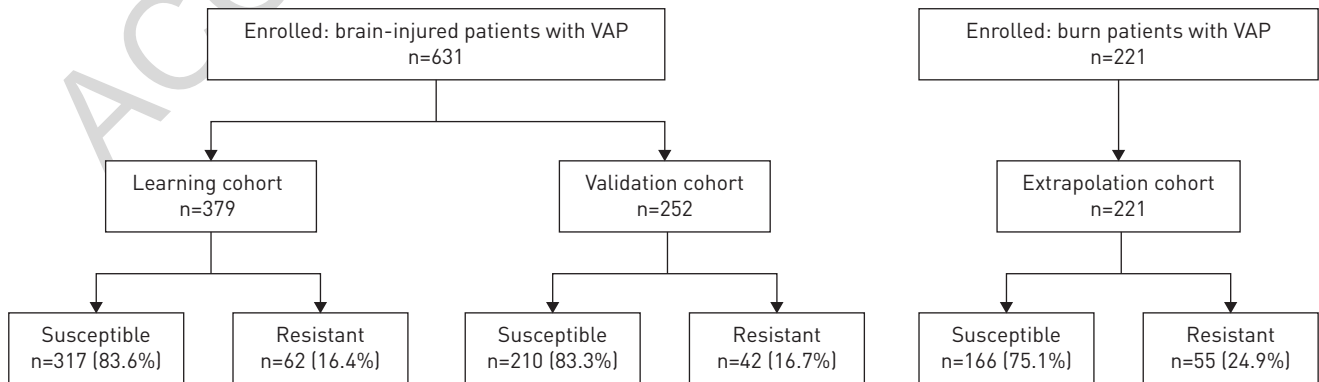 Enrolled: brain-injured patients with VAP
n=631
Enrolled: burn patients with VAP
n=221
Learning cohort
n=379
Validation cohort
n=252
Extrapolation cohort
n=221
Susceptible
n=317 (83.6%)
Resistant
n=62 (16.4%)
Susceptible
n=210 (83.3%)
Resistant
n=42 (16.7%)
Susceptible
n=166 (75.1%)
Resistant
n=55 (24.9%)